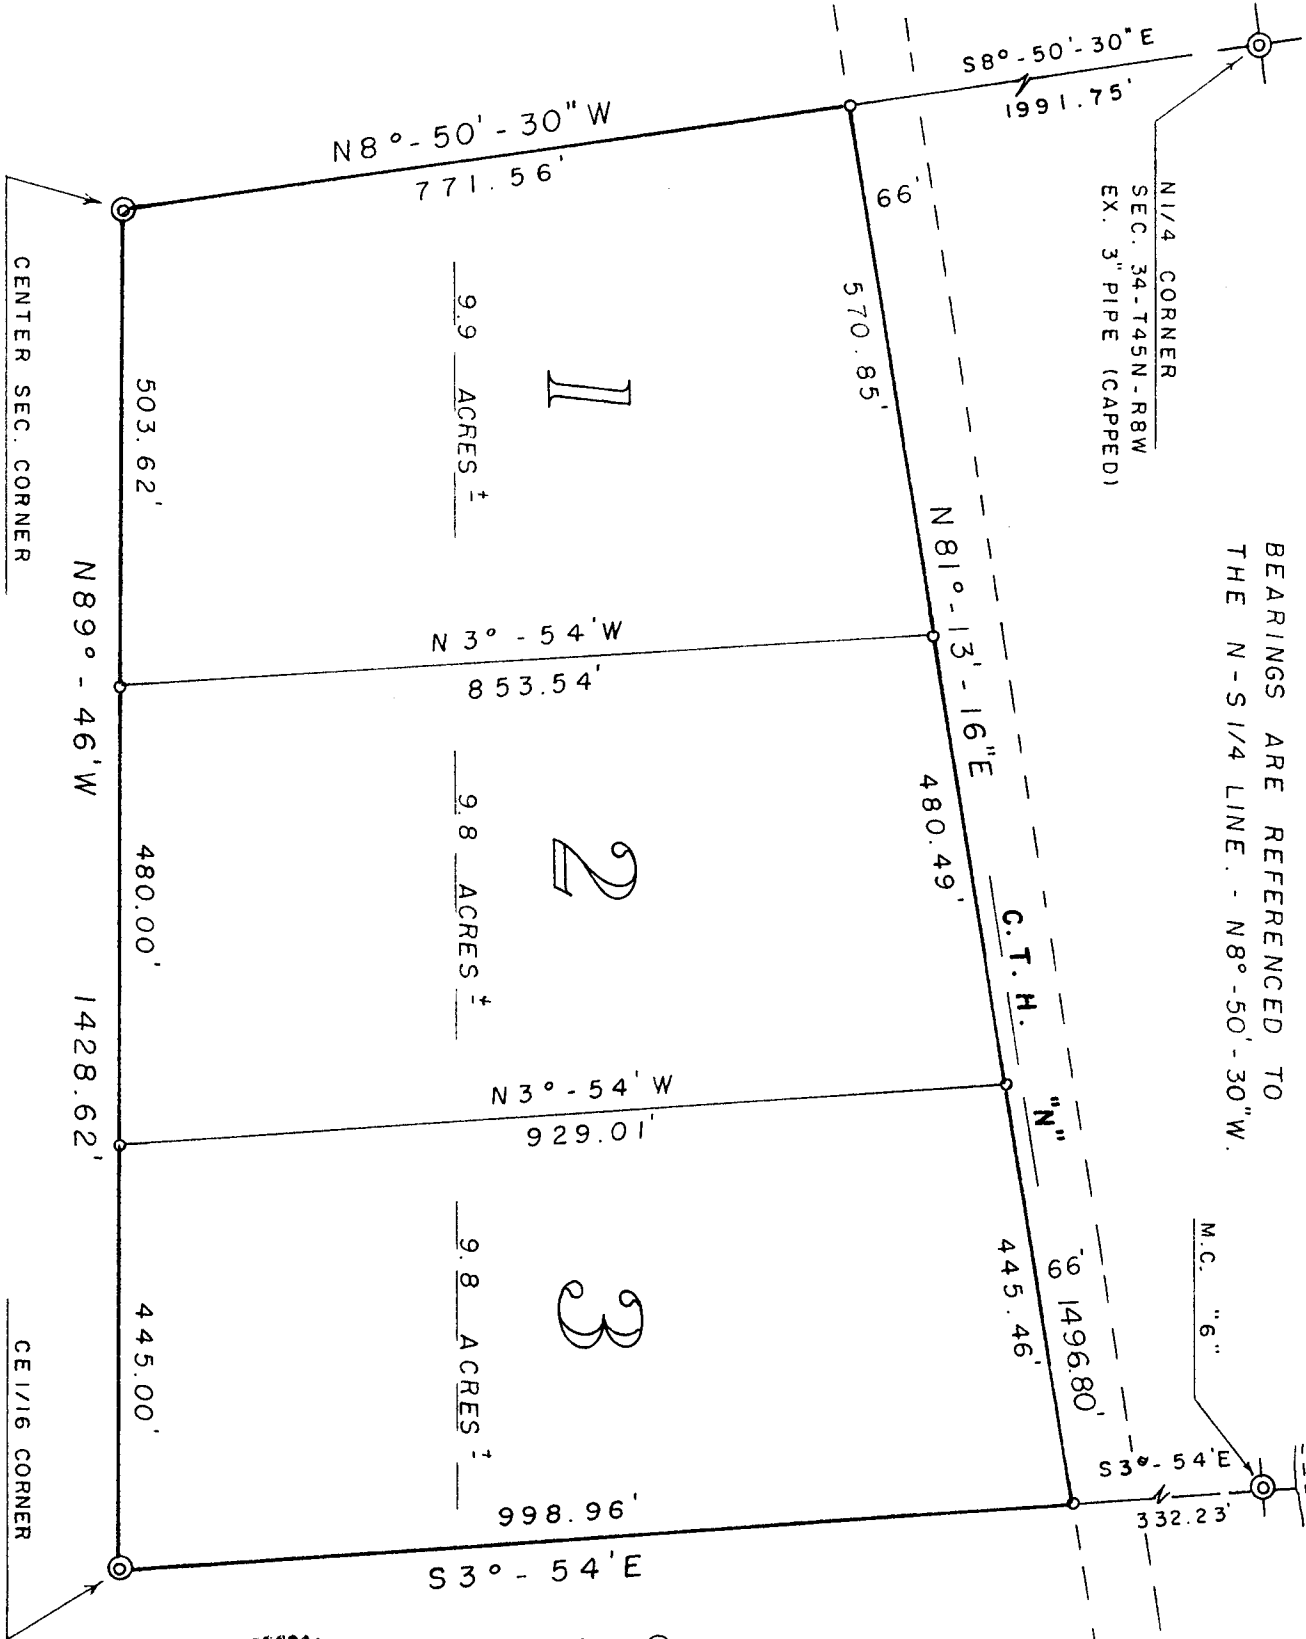 BEARINGS ARE REFERENCED TO
THE N-S 1/4 LINE. - N8°-50'-30"W.
N1/4 CORNER
SEC. 34-T45N-R8W
EX. 3" PIPE (CAPPED)
M.C. "6"
S8°-50'-30"E
1991.75'
S3°-54'E
332.23'
66'
C.T.H. "N"
66'
1496.80'
N81°-13'-16"E
570.85'
480.49'
445.46'
N8°-50'-30"W
771.56'
1
9.9 ACRES±
N3°-54'W
853.54'
2
9.8 ACRES±
N3°-54'W
929.01'
3
9.8 ACRES±
998.96'
S3°-54'E
503.62'
480.00'
445.00'
N89°-46'W 1428.62'
CENTER SEC. CORNER
CE1/16 CORNER